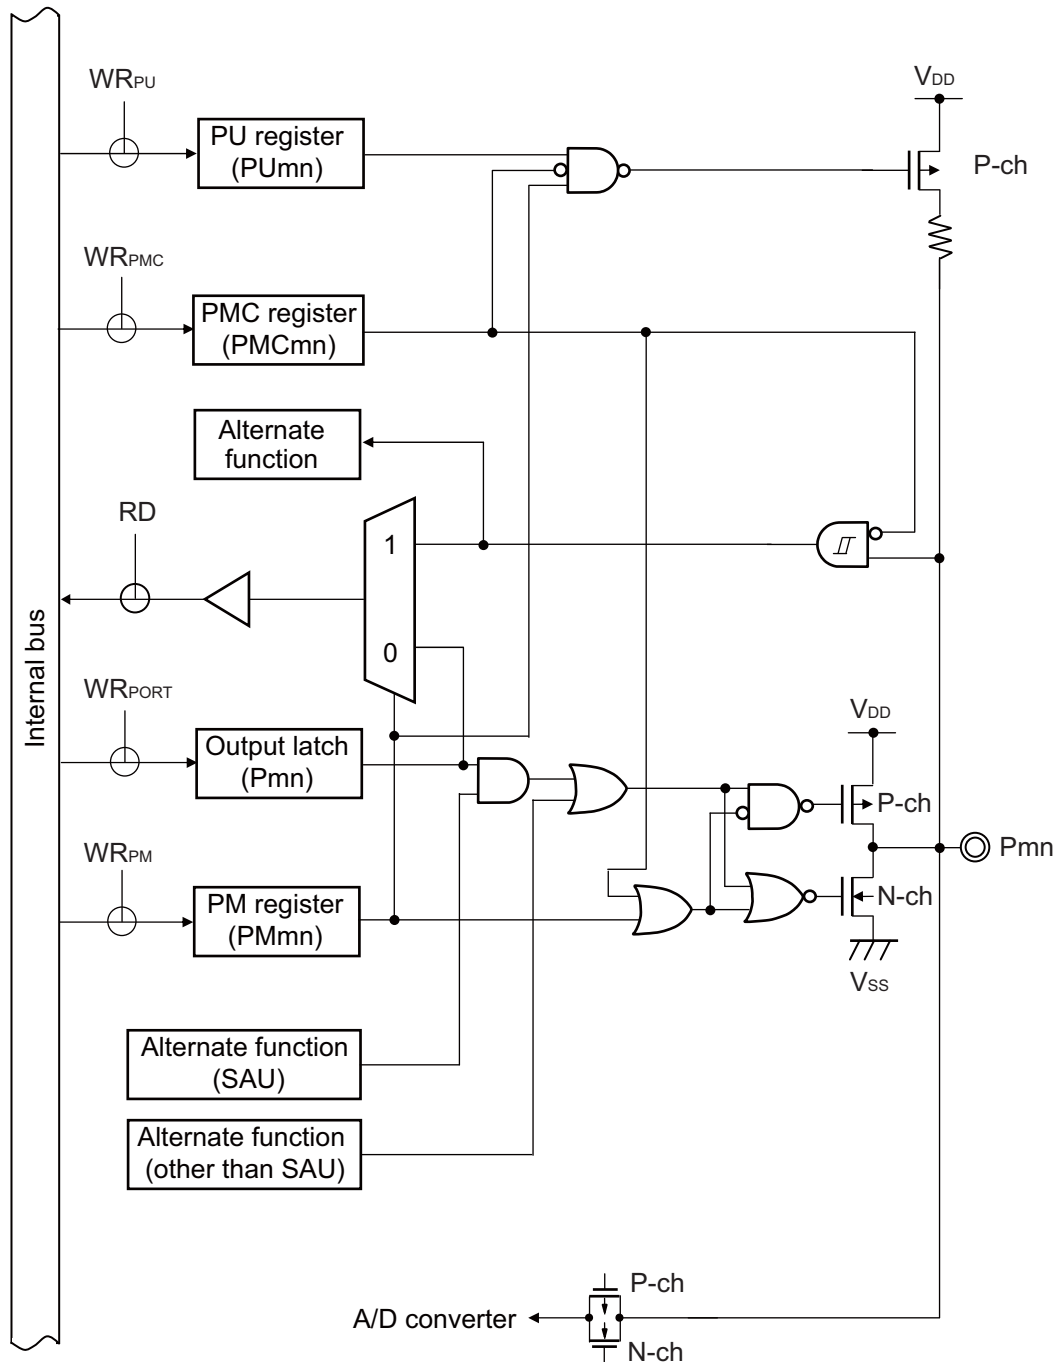 WRPU
VDD
PU register
(PUmn)
P-ch
WRPMC
PMC register
(PMCmn)
Alternate
function
RD
1
0
Internal bus
WRPORT
Output latch
(Pmn)
VDD
P-ch
Pmn
WRPM
PM register
(PMmn)
N-ch
VSS
Alternate function
(SAU)
Alternate function
(other than SAU)
P-ch
A/D converter
N-ch